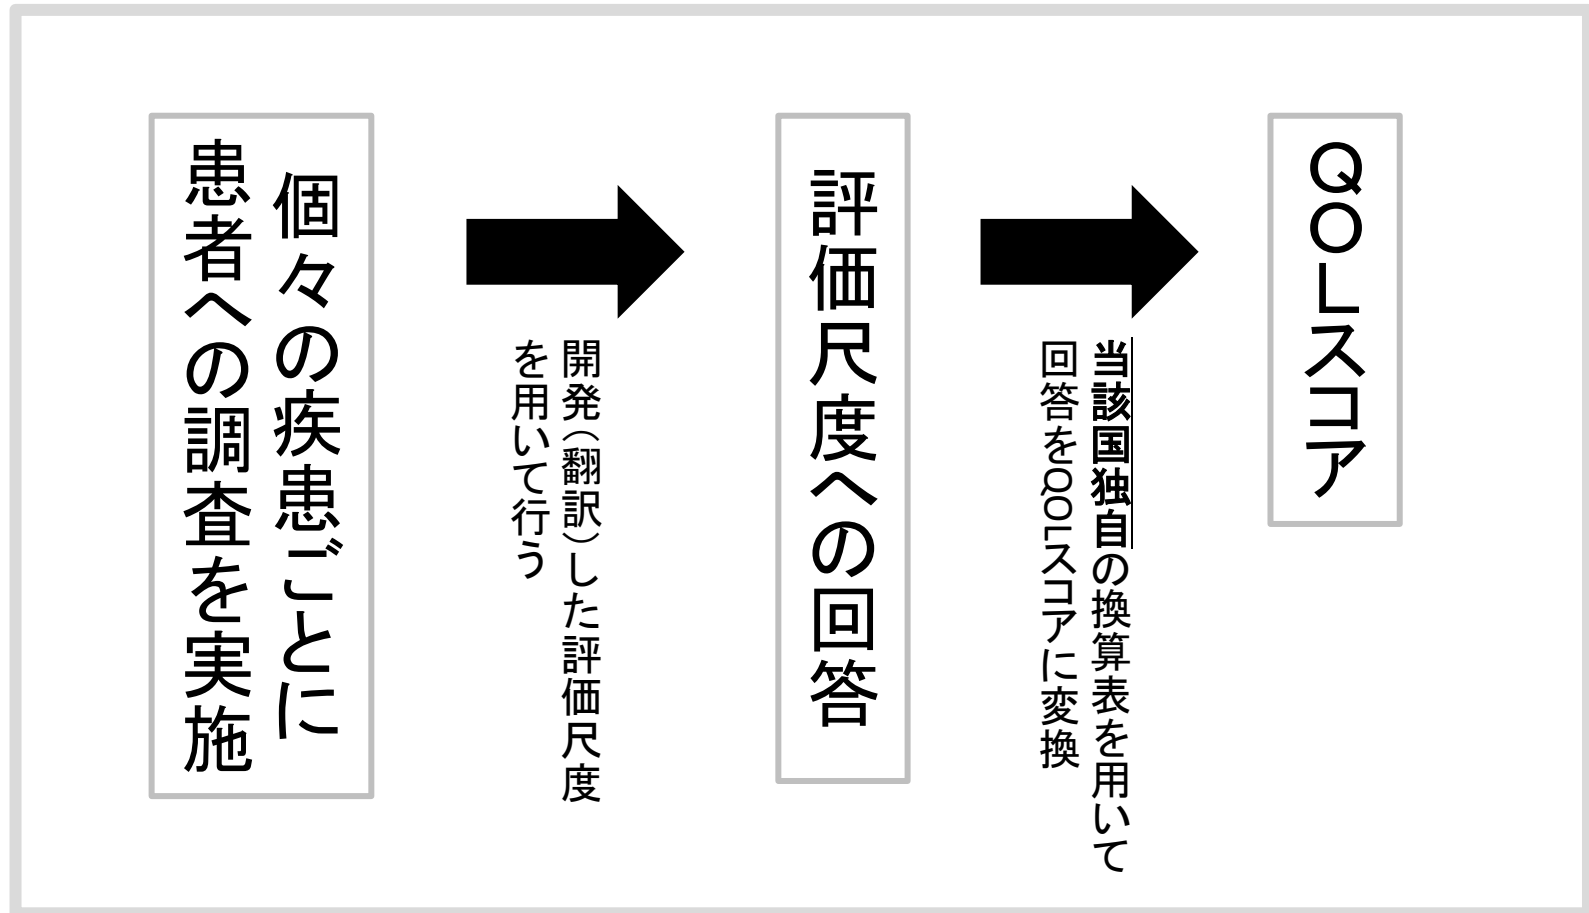 個々の疾患ごとに
患者への調査を実施
開発（翻訳）した評価尺度
を用いて行う
評価尺度への回答
当該国独自の換算表を用いて
回答をQOLスコアに変換
ＱＯＬスコア